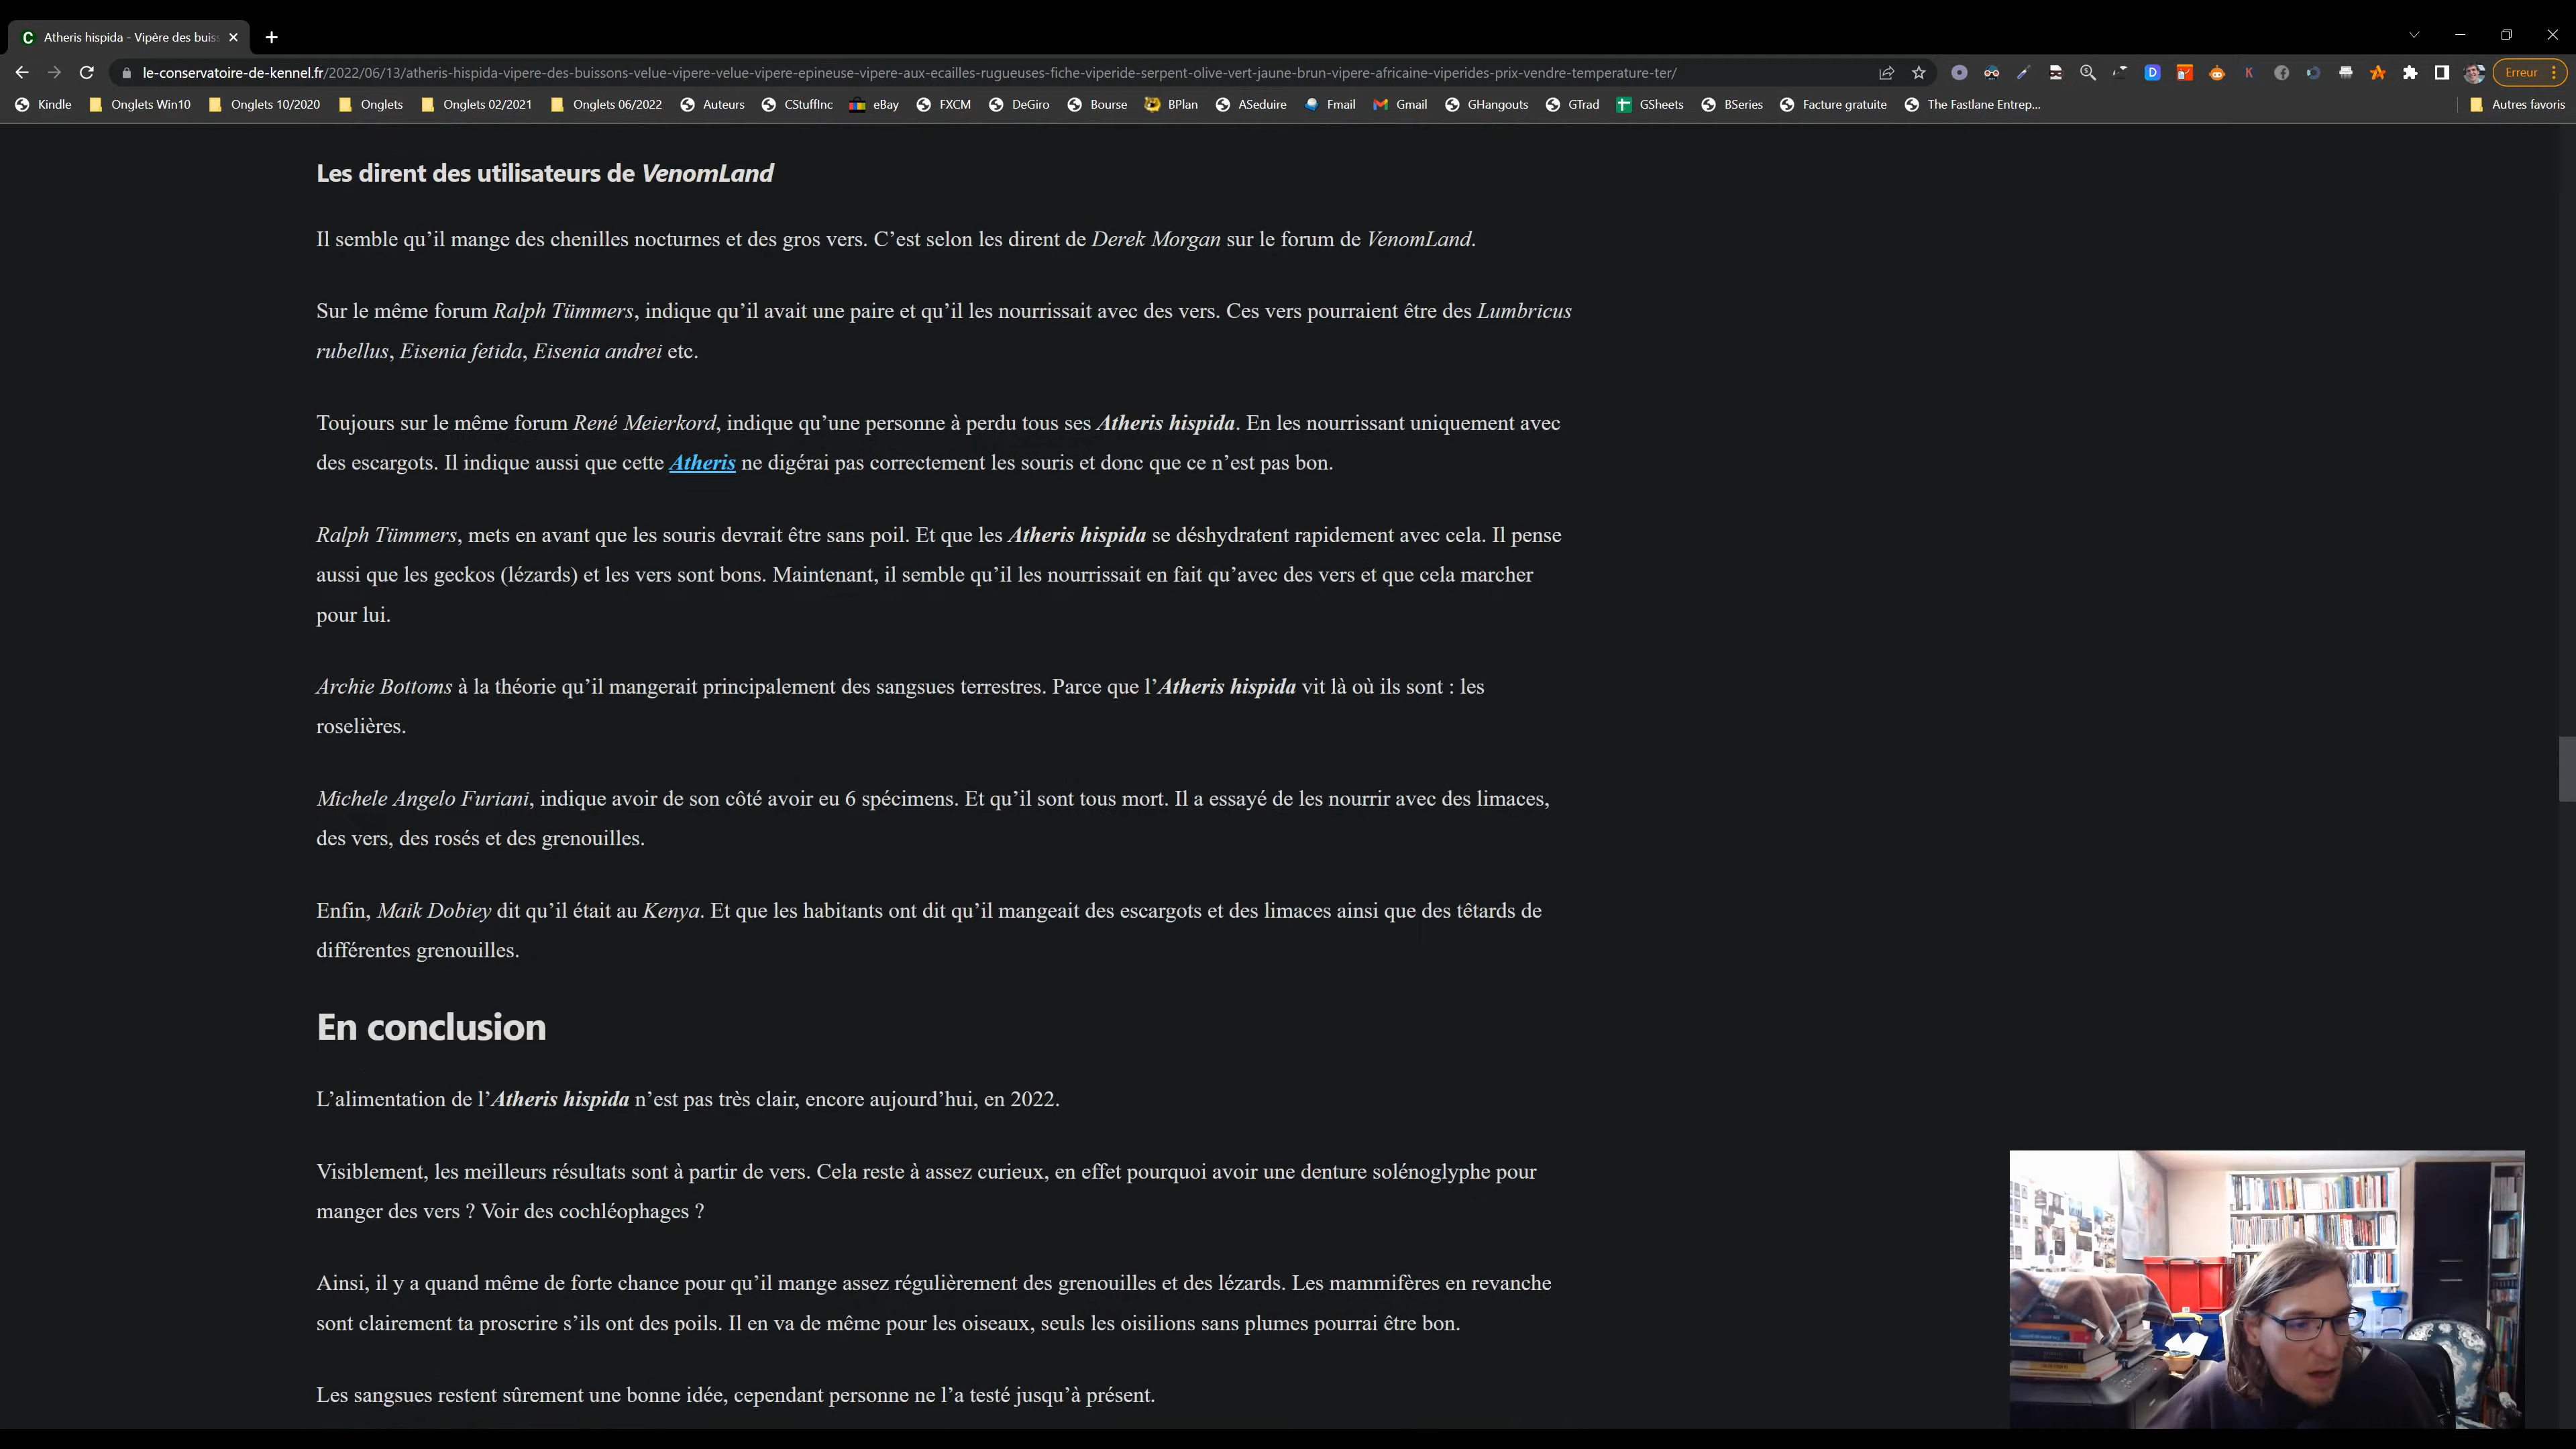 Atheris hispida - Vipère des buiss
le-conservatoire-de-kennel.fr/2022/06/13/atheris-hispida-vipere-des-buissons-velue-vipere-velue-vipere-epineuse-vipere-aux-ecailles-rugueuses-fiche-viperide-serpent-olive-vert-jaune-brun-vipere-africaine-viperides-prix-vendre-temperature-ter/
Erreur
Kindle Onglets Win10 Onglets 10/2020 Onglets Onglets 02/2021 Onglets 06/2022 Auteurs CStuffInc eBay FXCM DeGiro Bourse BPlan ASeduire Fmail Gmail GHangouts GTrad GSheets BSeries Facture gratuite The Fastlane Entrep... Autres favoris
Les dirent des utilisateurs de VenomLand
Il semble qu'il mange des chenilles nocturnes et des gros vers. C'est selon les dirent de Derek Morgan sur le forum de VenomLand.
Sur le même forum Ralph Tümmers, indique qu'il avait une paire et qu'il les nourrissait avec des vers. Ces vers pourraient être des Lumbricus
rubellus, Eisenia fetida, Eisenia andrei etc.
Toujours sur le même forum René Meierkord, indique qu'une personne à perdu tous ses Atheris hispida. En les nourrissant uniquement avec
des escargots. Il indique aussi que cette Atheris ne digérai pas correctement les souris et donc que ce n'est pas bon.
Ralph Tümmers, mets en avant que les souris devrait être sans poil. Et que les Atheris hispida se déshydratent rapidement avec cela. Il pense
aussi que les geckos (lézards) et les vers sont bons. Maintenant, il semble qu'il les nourrissait en fait qu'avec des vers et que cela marcher
pour lui.
Archie Bottoms à la théorie qu'il mangerait principalement des sangsues terrestres. Parce que l'Atheris hispida vit là où ils sont : les
roselières.
Michele Angelo Furiani, indique avoir de son côté avoir eu 6 spécimens. Et qu'il sont tous mort. Il a essayé de les nourrir avec des limaces,
des vers, des rosés et des grenouilles.
Enfin, Maik Dobiey dit qu'il était au Kenya. Et que les habitants ont dit qu'il mangeait des escargots et des limaces ainsi que des têtards de
différentes grenouilles.
En conclusion
L'alimentation de l'Atheris hispida n'est pas très clair, encore aujourd'hui, en 2022.
Visiblement, les meilleurs résultats sont à partir de vers. Cela reste à assez curieux, en effet pourquoi avoir une denture solénoglyphe pour
manger des vers ? Voir des cochléophages ?
Ainsi, il y a quand même de forte chance pour qu'il mange assez régulièrement des grenouilles et des lézards. Les mammifères en revanche
sont clairement ta proscrire s'ils ont des poils. Il en va de même pour les oiseaux, seuls les oisilions sans plumes pourrai être bon.
Les sangsues restent sûrement une bonne idée, cependant personne ne l'a testé jusqu'à présent.